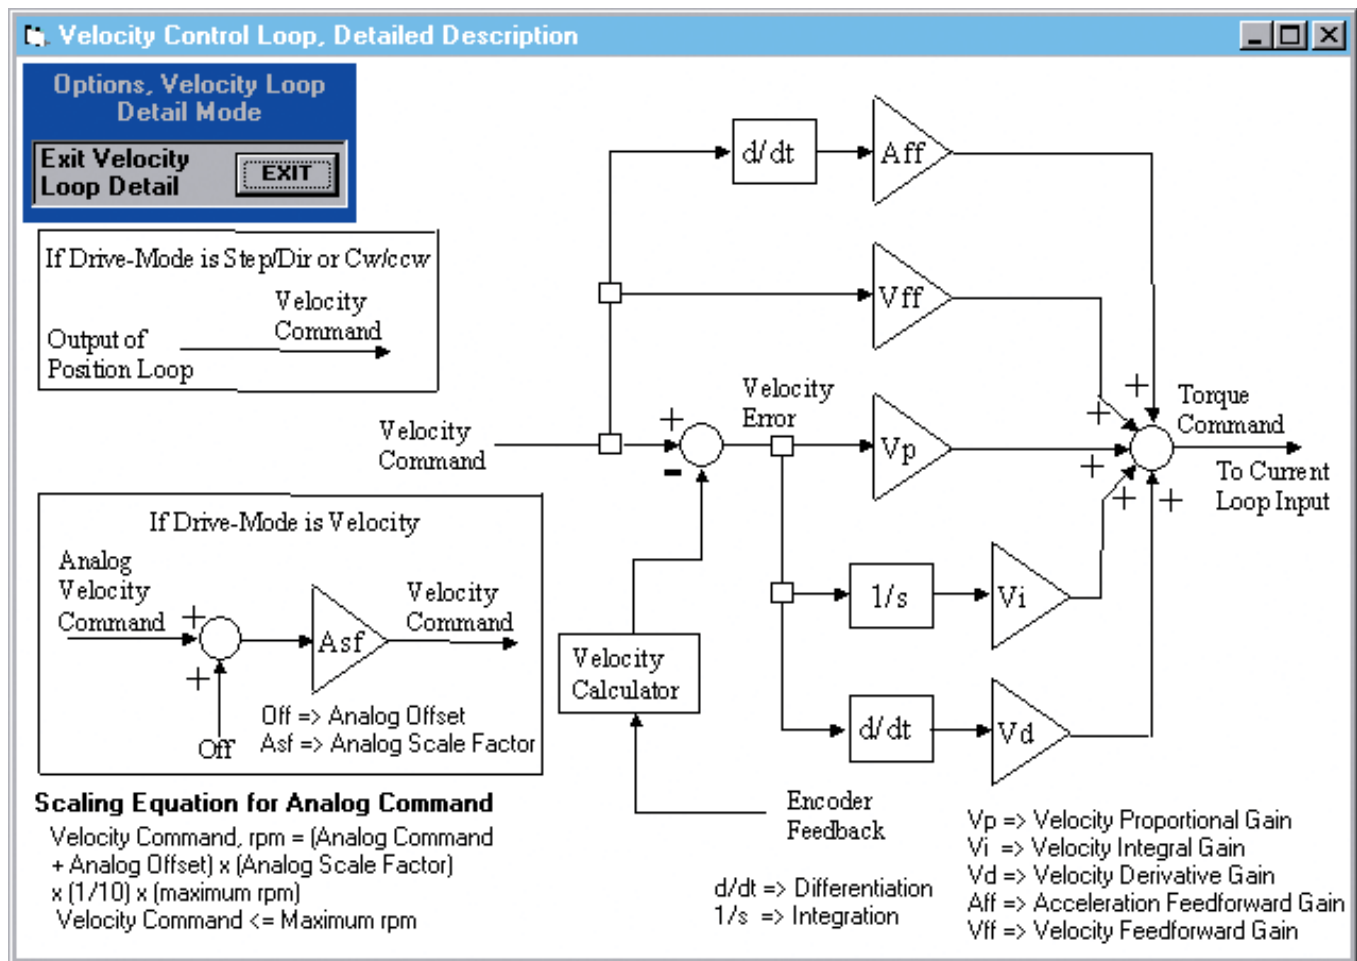 Velocity Control Loop, Detailed Description
Options, Velocity Loop
Detail Mode
Exit Velocity
Loop Detail
EXIT
If Drive-Mode is Step/Dir or Cw/ccw
Velocity
Command
Output of
Position Loop
d/dt
Aff
Vff
Velocity
Command
+
-
Velocity
Error
Vp
+
+
+
+
+
Torque
Command
To Current
Loop Input
If Drive-Mode is Velocity
Analog
Velocity
Command
+
+
Off
Asf
Velocity
Command
Off => Analog Offset
Asf => Analog Scale Factor
1/s
Vi
Velocity
Calculator
d/dt
Vd
Encoder
Feedback
Scaling Equation for Analog Command
Velocity Command, rpm = (Analog Command
+ Analog Offset) x (Analog Scale Factor)
x (1/10) x (maximum rpm)
Velocity Command <= Maximum rpm
d/dt => Differentiation
1/s => Integration
Vp => Velocity Proportional Gain
Vi => Velocity Integral Gain
Vd => Velocity Derivative Gain
Aff => Acceleration Feedforward Gain
Vff => Velocity Feedforward Gain